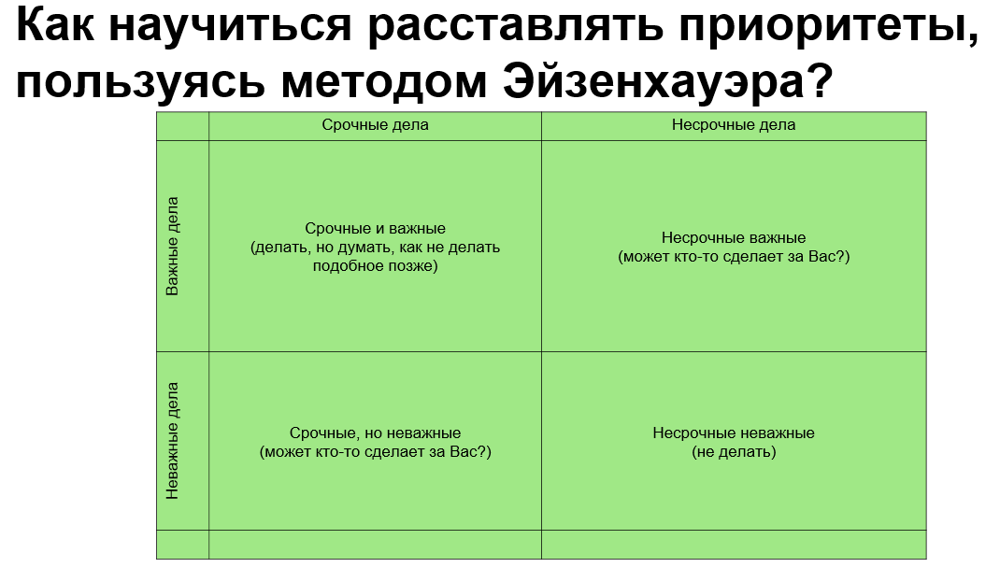 Как научиться расставлять приоритеты,
пользуясь методом Эйзенхауэра?
Срочные дела
Несрочные дела
Важные дела
Срочные и важные
(делать, но думать, как не делать
подобное позже)
Несрочные важные
(может кто-то сделает за Вас?)
Неважные дела
Срочные, но неважные
(может кто-то сделает за Вас?)
Несрочные неважные
(не делать)